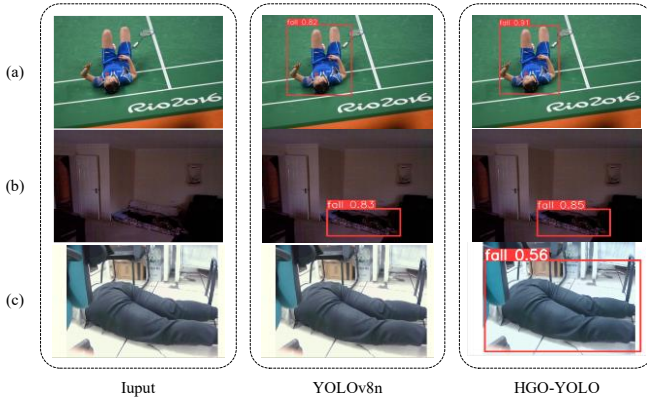 fall 0.82
fall 0.91
(a)
RIO2016
RIO2016
RIO2016
(b)
fall 0.83
fall 0.85
(c)
fall 0.56
Iuput
YOLOv8n
HGO-YOLO